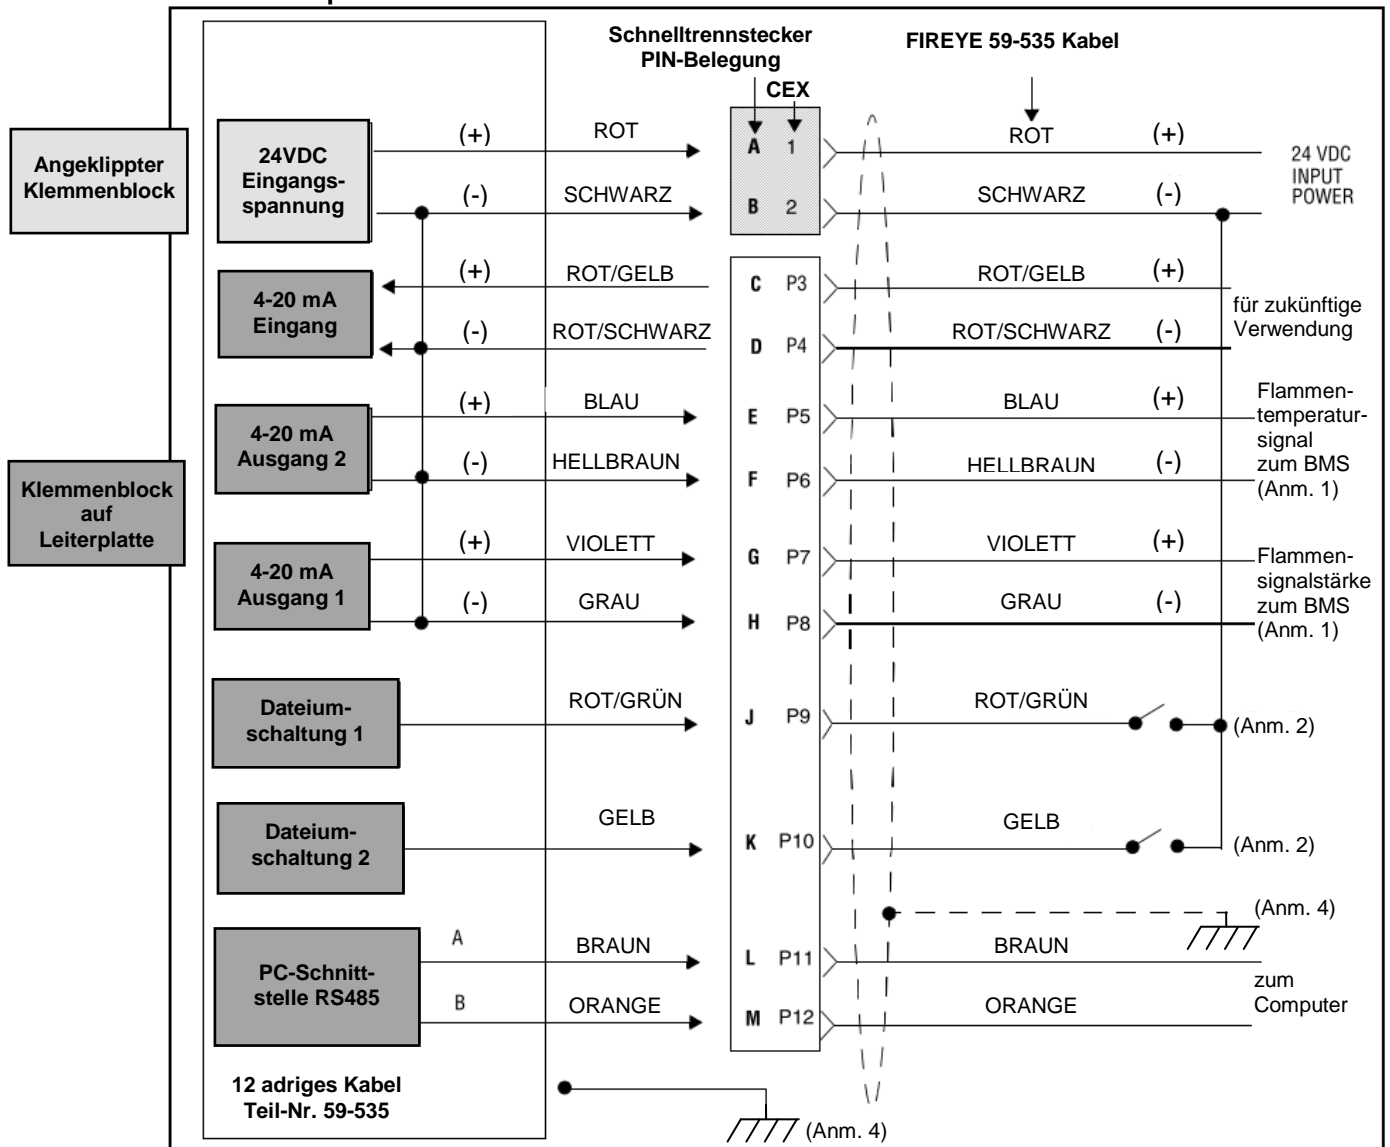 Schnelltrennstecker
PIN-Belegung
FIREYE 59-535 Kabel
CEX
Angeklippter
Klemmenblock
24VDC
Eingangs-
spannung
(+)
ROT
A 1
ROT
(+)
(-)
SCHWARZ
B 2
SCHWARZ
(-)
24 VDC
INPUT
POWER
4-20 mA
Eingang
(+)
ROT/GELB
C P3
ROT/GELB
(+)
(-)
ROT/SCHWARZ
D P4
ROT/SCHWARZ
(-)
für zukünftige
Verwendung
4-20 mA
Ausgang 2
(+)
BLAU
E P5
BLAU
(+)
(-)
HELLBRAUN
F P6
HELLBRAUN
(-)
Flammen-
temperatur-
signal
zum BMS
(Anm. 1)
Klemmenblock
auf
Leiterplatte
4-20 mA
Ausgang 1
(+)
VIOLETT
G P7
VIOLETT
(+)
(-)
GRAU
H P8
GRAU
(-)
Flammen-
signalstärke
zum BMS
(Anm. 1)
Dateium-
schaltung 1
ROT/GRÜN
J P9
ROT/GRÜN
(Anm. 2)
Dateium-
schaltung 2
GELB
K P10
GELB
(Anm. 2)
(Anm. 4)
PC-Schnitt-
stelle RS485
A
BRAUN
L P11
BRAUN
B
ORANGE
M P12
ORANGE
zum
Computer
12 adriges Kabel
Teil-Nr. 59-535
(Anm. 4)